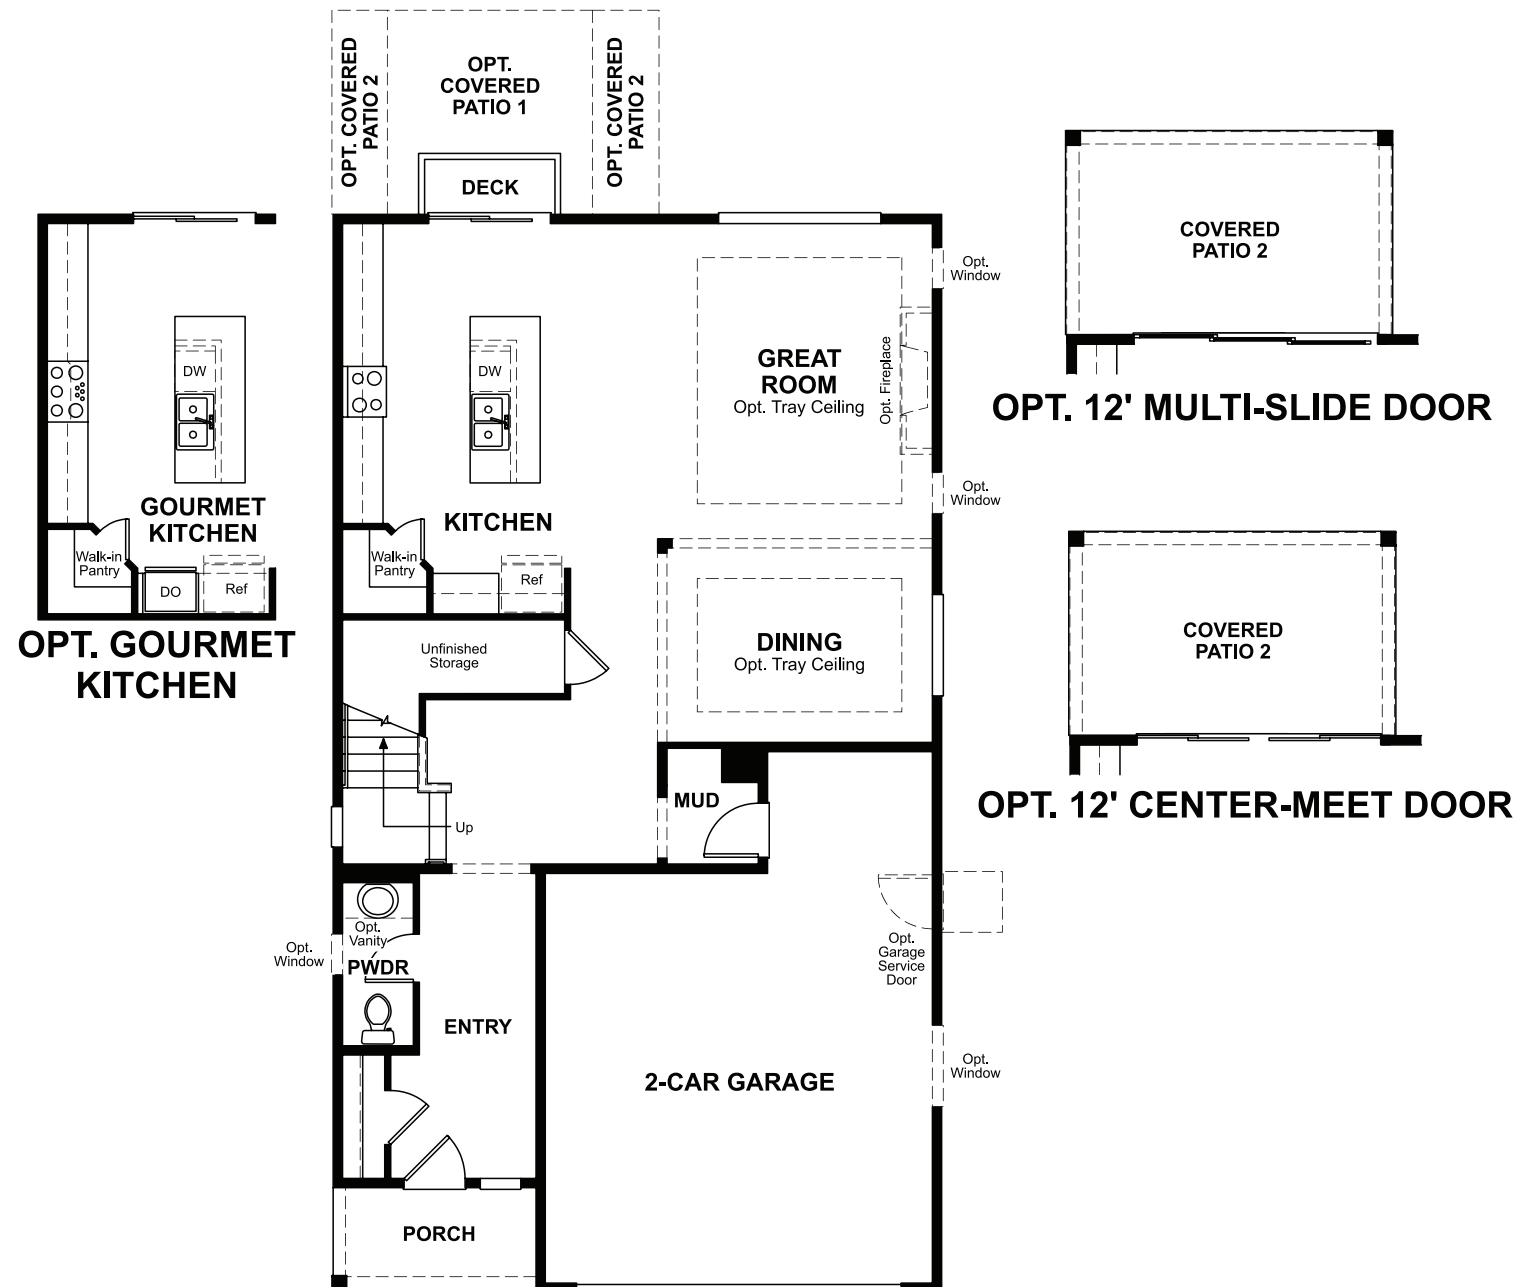 OPT. COVERED
PATIO 2
OPT.
COVERED
PATIO 1
OPT. COVERED
PATIO 2
DECK
COVERED
PATIO 2
OPT. 12' MULTI-SLIDE DOOR
Opt.
Window
GREAT
ROOM
Opt. Tray Ceiling
Opt. Fireplace
DW
DW
GOURMET
KITCHEN
KITCHEN
Opt.
Window
Walk-in
Pantry
DO
Ref
Walk-in
Pantry
Ref
OPT. GOURMET
KITCHEN
Unfinished
Storage
DINING
Opt. Tray Ceiling
COVERED
PATIO 2
OPT. 12' CENTER-MEET DOOR
MUD
Up
Opt.
Vanity
Opt.
Window
PWDR
Opt.
Garage
Service
Door
ENTRY
2-CAR GARAGE
Opt.
Window
PORCH